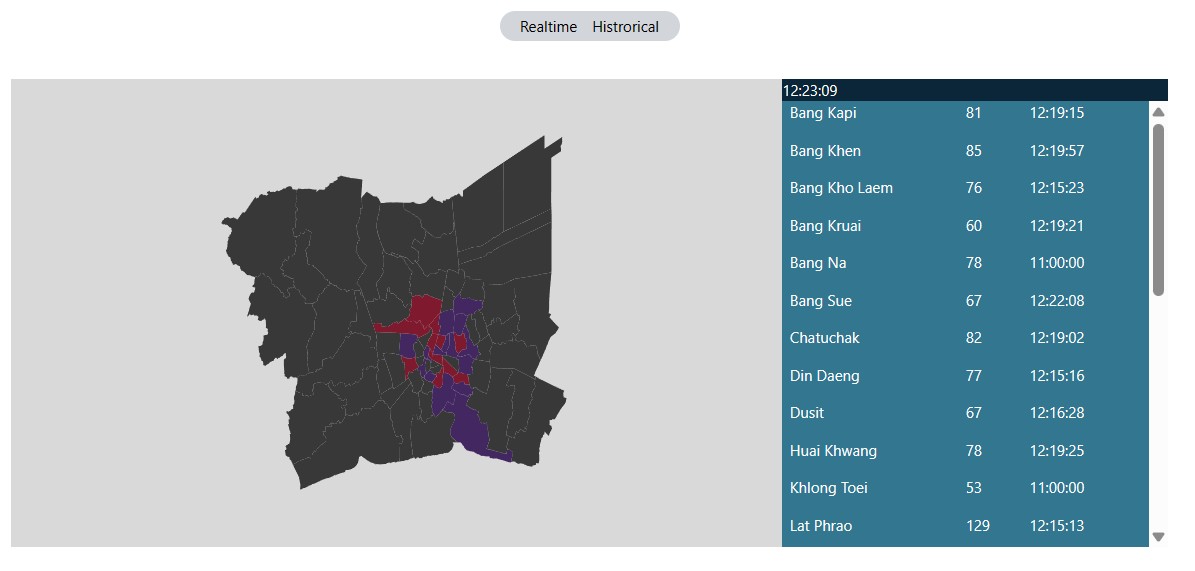 Realtime Histrorical
12:23:09
Bang Kapi 81 12:19:15
Bang Khen 85 12:19:57
Bang Kho Laem 76 12:15:23
Bang Kruai 60 12:19:21
Bang Na 78 11:00:00
Bang Sue 67 12:22:08
Chatuchak 82 12:19:02
Din Daeng 77 12:15:16
Dusit 67 12:16:28
Huai Khwang 78 12:19:25
Khlong Toei 53 11:00:00
Lat Phrao 129 12:15:13